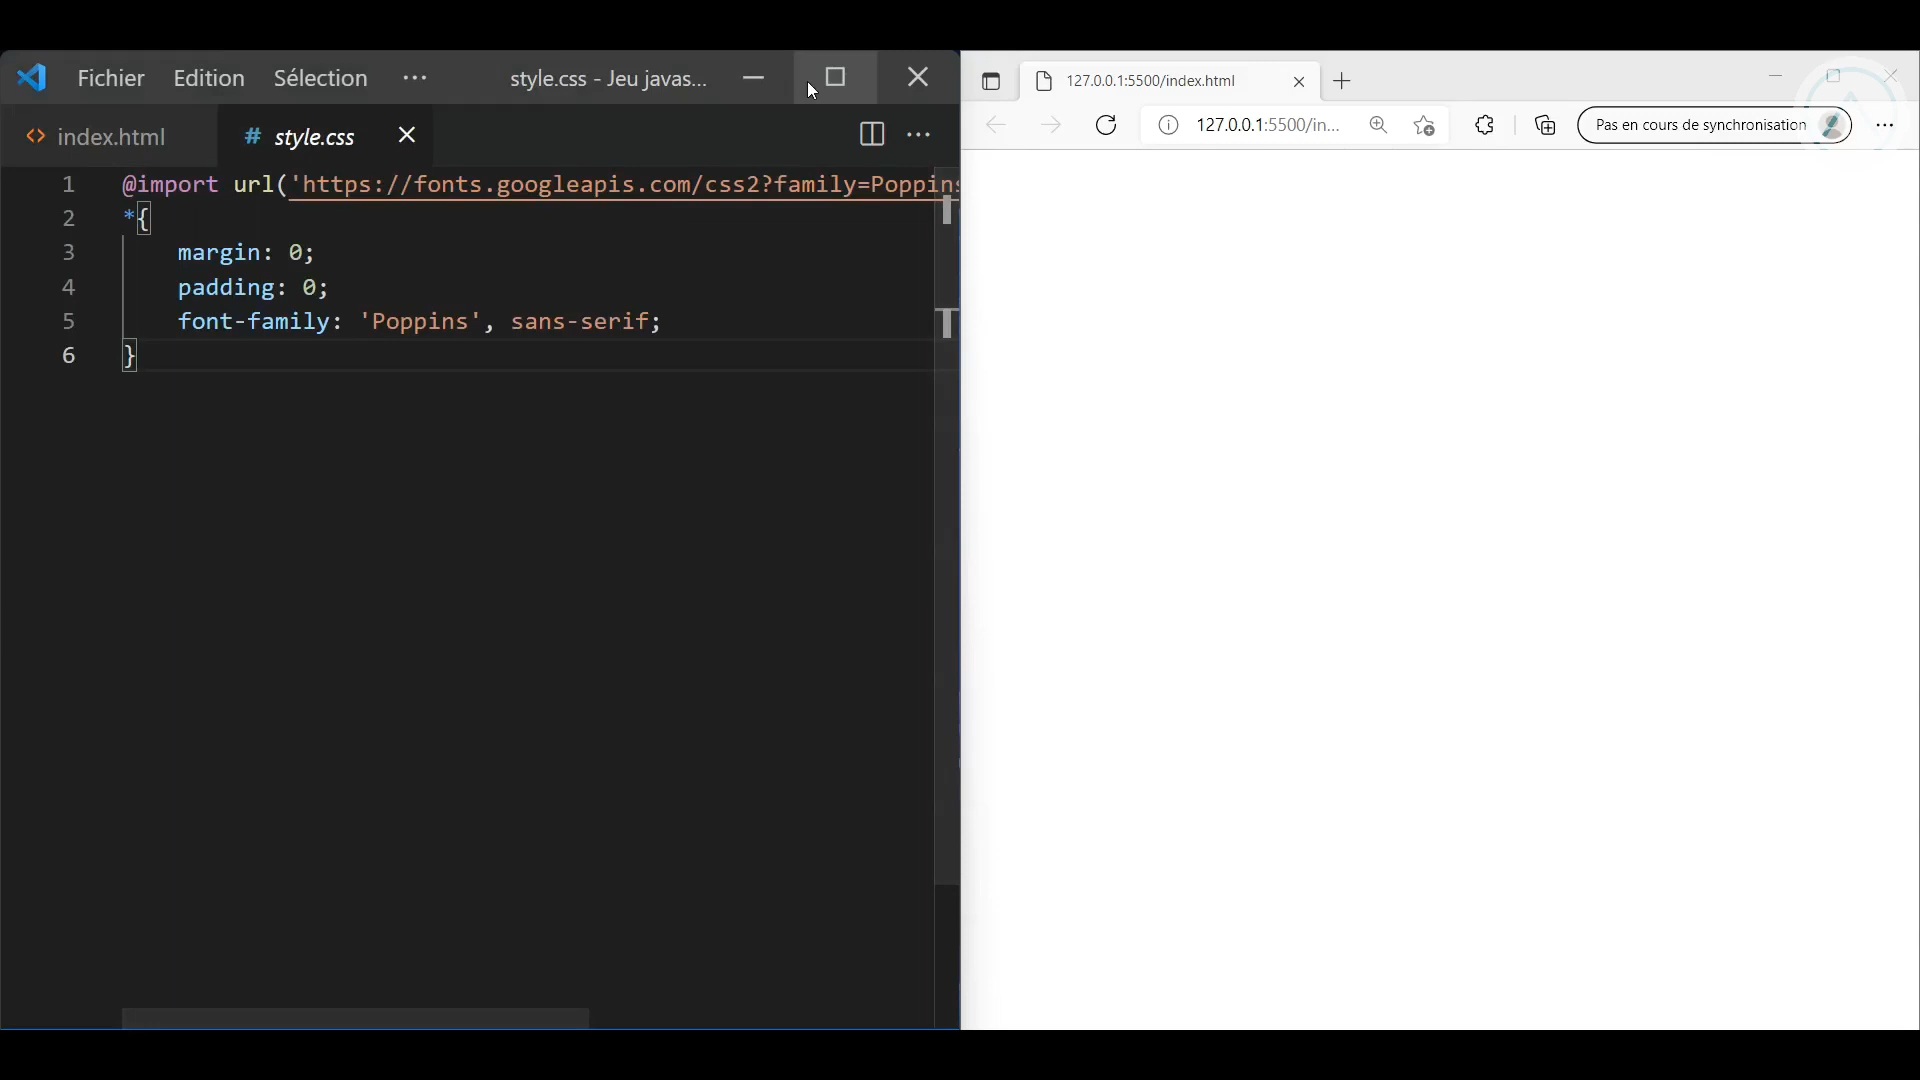 Fichier Edition Sélection ··· style.css - Jeu javas...
index.html # style.css
1 @import url('https://fonts.googleapis.com/css2?family=Poppins
2 *{
3 margin: 0;
4 padding: 0;
5 font-family: 'Poppins', sans-serif;
6 }
127.0.0.1:5500/index.html
127.0.0.1:5500/in... Pas en cours de synchronisation